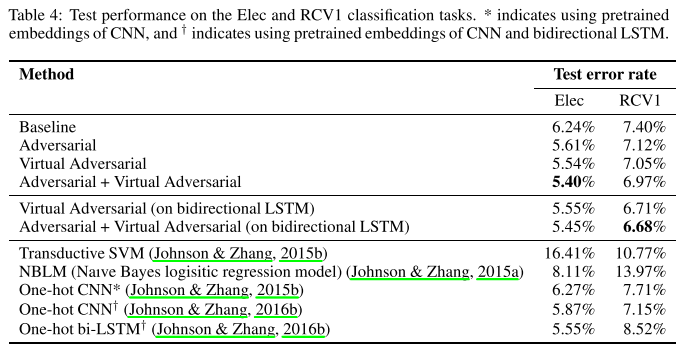 Table 4: Test performance on the Elec and RCV1 classification tasks. * indicates using pretrained
embeddings of CNN, and † indicates using pretrained embeddings of CNN and bidirectional LSTM.
Method Test error rate
Elec RCV1
Baseline 6.24% 7.40%
Adversarial 5.61% 7.12%
Virtual Adversarial 5.54% 7.05%
Adversarial + Virtual Adversarial 5.40% 6.97%
Virtual Adversarial (on bidirectional LSTM) 5.55% 6.71%
Adversarial + Virtual Adversarial (on bidirectional LSTM) 5.45% 6.68%
Transductive SVM (Johnson & Zhang, 2015b) 16.41% 10.77%
NBLM (Naıve Bayes logisitic regression model) (Johnson & Zhang, 2015a) 8.11% 13.97%
One-hot CNN* (Johnson & Zhang, 2015b) 6.27% 7.71%
One-hot CNN† (Johnson & Zhang, 2016b) 5.87% 7.15%
One-hot bi-LSTM† (Johnson & Zhang, 2016b) 5.55% 8.52%